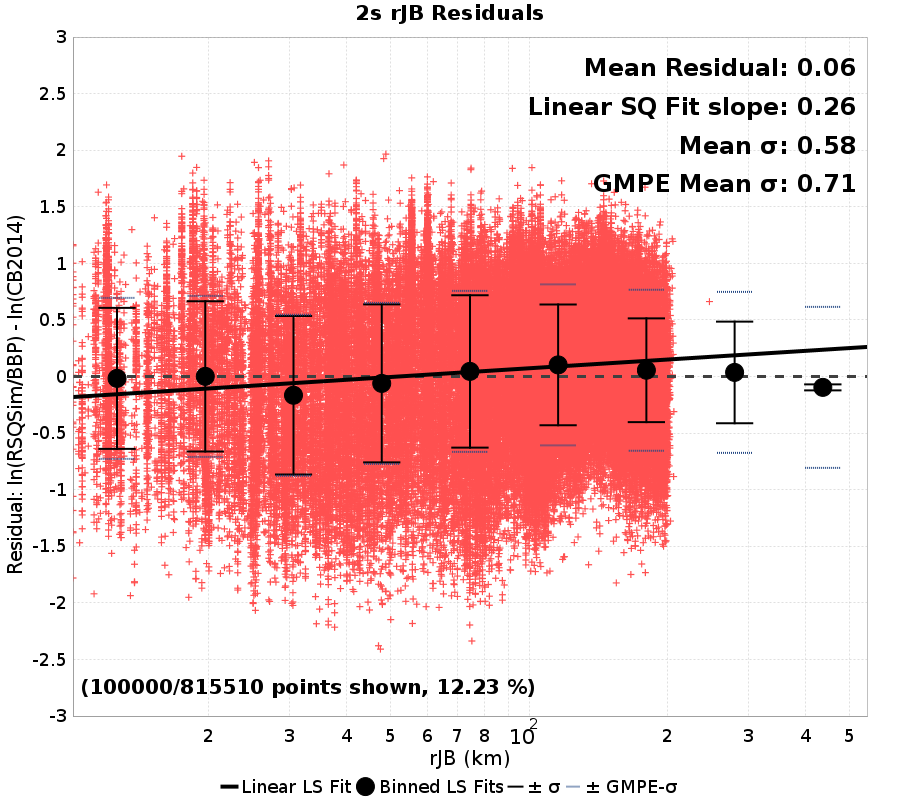 2s rJB Residuals
Mean Residual: 0.06
Linear SQ Fit slope: 0.26
Mean σ: 0.58
GMPE Mean σ: 0.71
Residual: ln(RSQSim/BBP) - ln(CB2014)
3
2.5
2
1.5
1
0.5
0
-0.5
-1
-1.5
-2
-2.5
-3
(100000/815510 points shown, 12.23 %)
2 3 4 5 6 7 8 10^2 2 3 4 5
rJB (km)
Linear LS Fit Binned LS Fits ± σ ± GMPE-σ